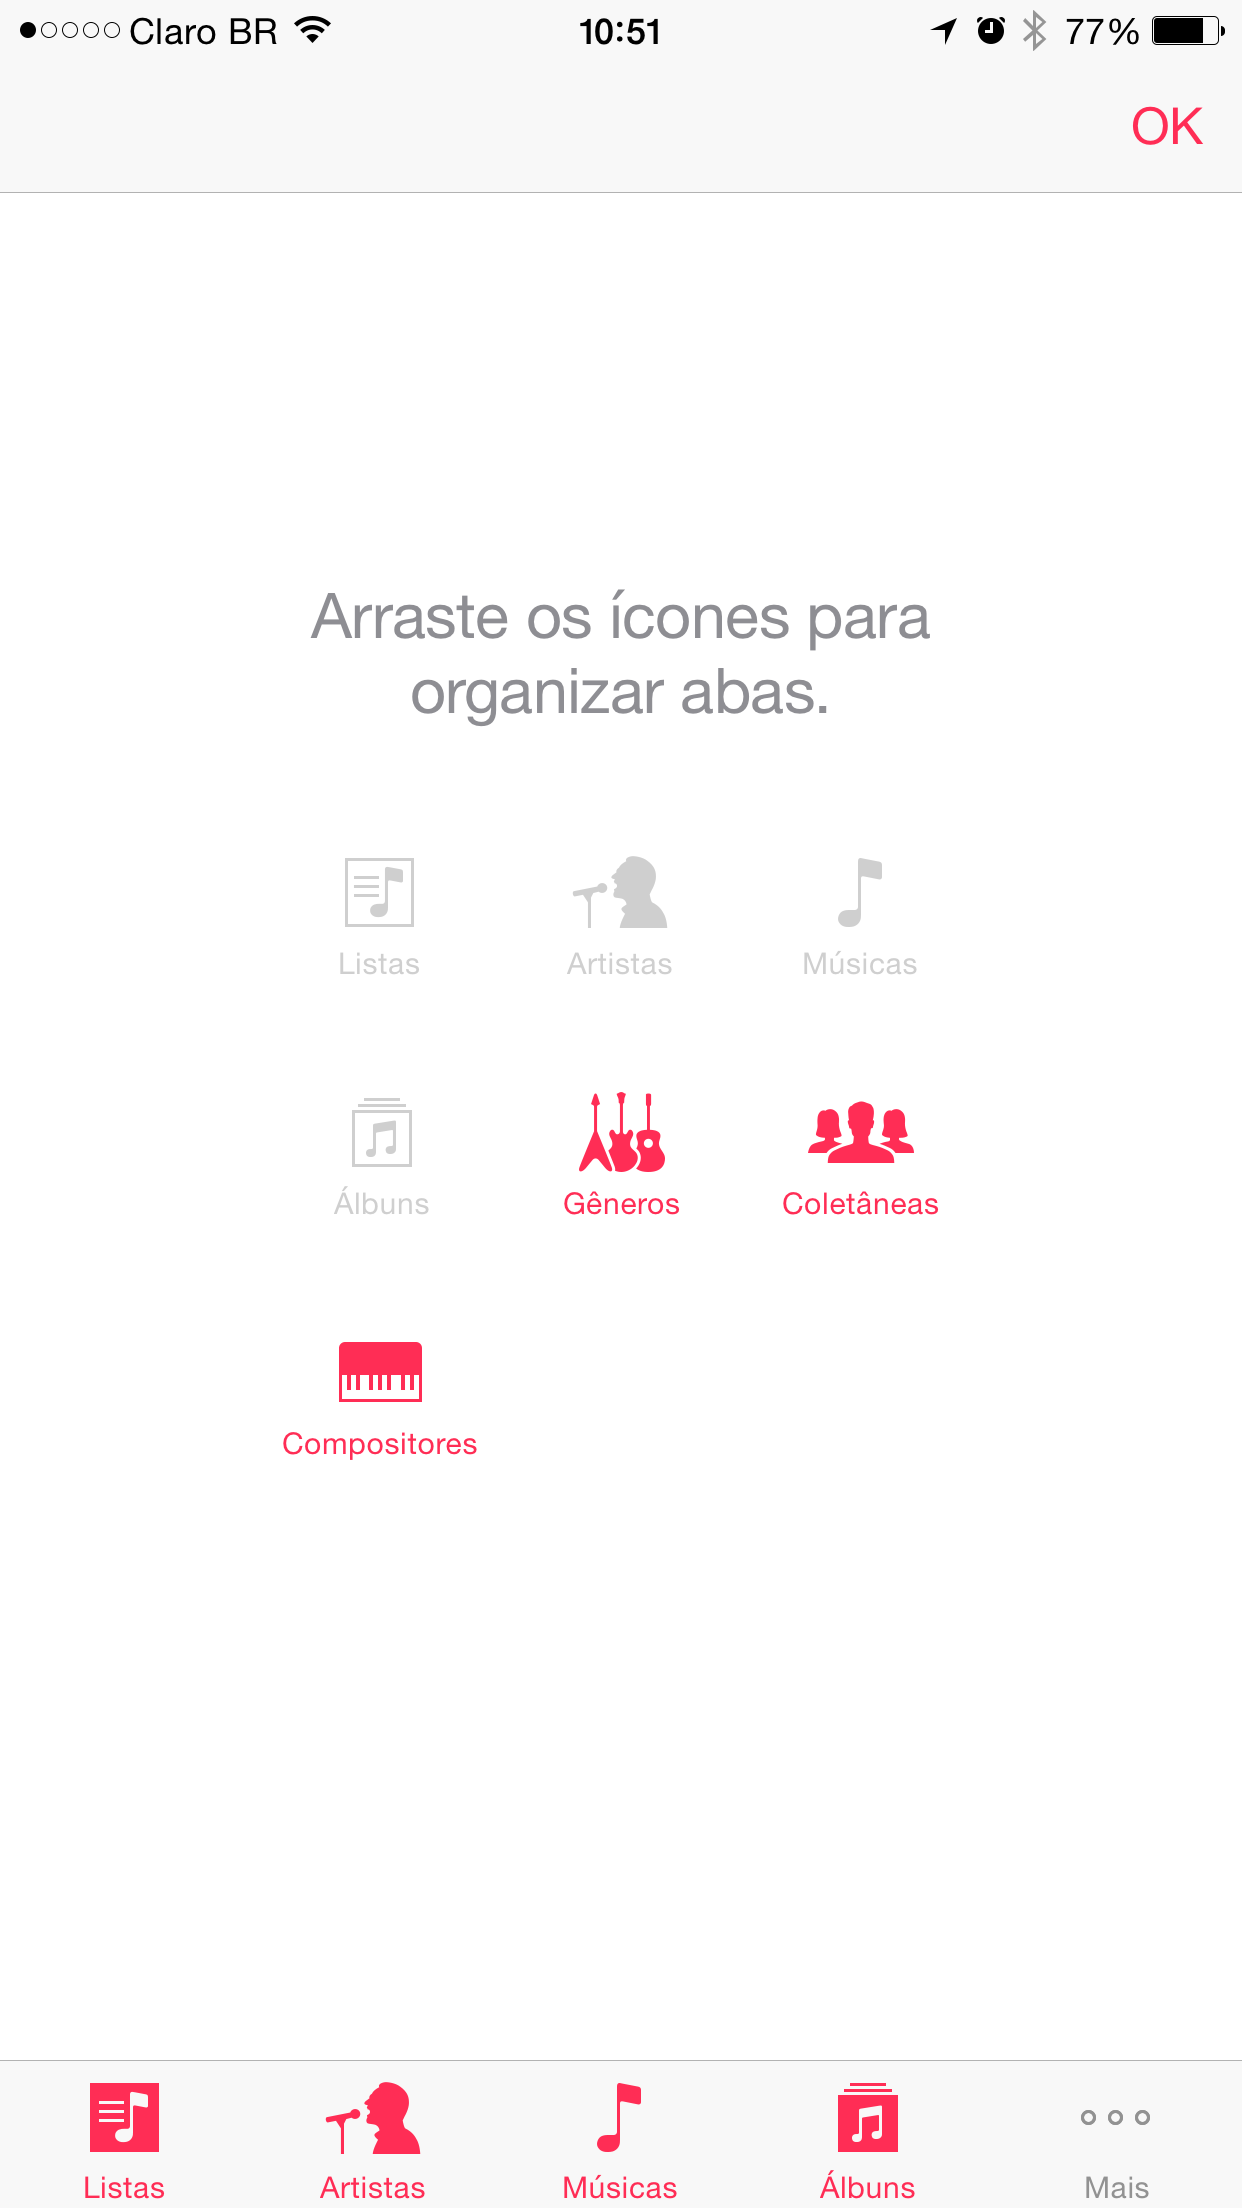 Claro BR 10:51 77%
OK
Arraste os ícones para
organizar abas.
Listas Artistas Músicas
Álbuns Gêneros Coletâneas
Compositores
Listas Artistas Músicas Álbuns Mais